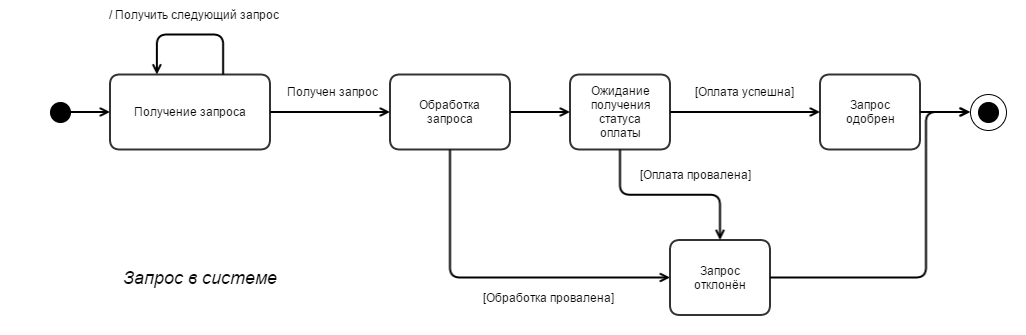 / Получить следующий запрос
Получение запроса
Получен запрос
Обработка
запроса
Ожидание
получения
статуса
оплаты
[Оплата успешна]
Запрос
одобрен
[Оплата провалена]
Запрос
отклонён
[Обработка провалена]
Запрос в системе